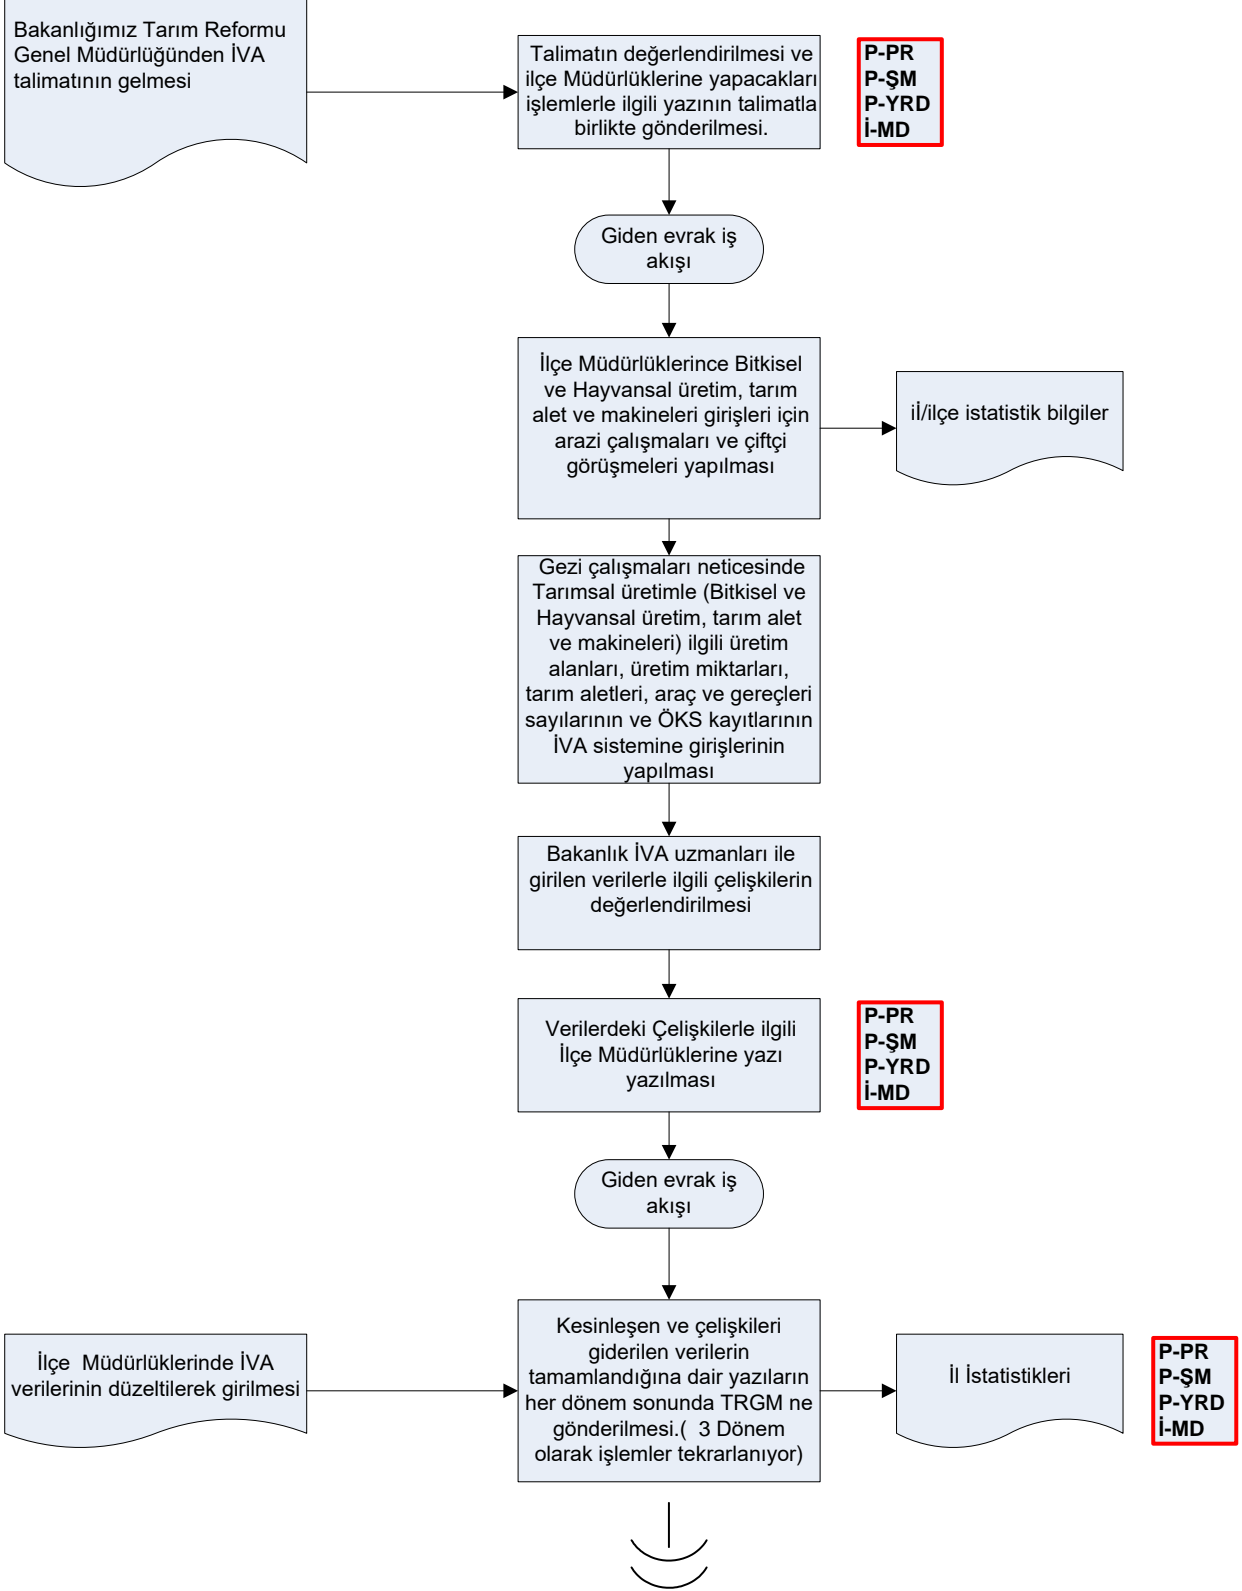 Bakanlığımız Tarım Reformu
Genel Müdürlüğünden İVA
talimatının gelmesi
Talimatın değerlendirilmesi ve
ilçe Müdürlüklerine yapacakları
işlemlerle ilgili yazının talimatla
birlikte gönderilmesi.
P-PR
P-ŞM
P-YRD
İ-MD
Giden evrak iş
akışı
İlçe Müdürlüklerince Bitkisel
ve Hayvansal üretim, tarım
alet ve makineleri girişleri için
arazi çalışmaları ve çiftçi
görüşmeleri yapılması
iİ/ilçe istatistik bilgiler
Gezi çalışmaları neticesinde
Tarımsal üretimle (Bitkisel ve
Hayvansal üretim, tarım alet
ve makineleri) ilgili üretim
alanları, üretim miktarları,
tarım aletleri, araç ve gereçleri
sayılarının ve ÖKS kayıtlarının
İVA sistemine girişlerinin
yapılması
Bakanlık İVA uzmanları ile
girilen verilerle ilgili çelişkilerin
değerlendirilmesi
Verilerdeki Çelişkilerle ilgili
İlçe Müdürlüklerine yazı
yazılması
P-PR
P-ŞM
P-YRD
İ-MD
Giden evrak iş
akışı
İlçe  Müdürlüklerinde İVA
verilerinin düzeltilerek girilmesi
Kesinleşen ve çelişkileri
giderilen verilerin
tamamlandığına dair yazıların
her dönem sonunda TRGM ne
gönderilmesi.(  3 Dönem
olarak işlemler tekrarlanıyor)
İl İstatistikleri
P-PR
P-ŞM
P-YRD
İ-MD